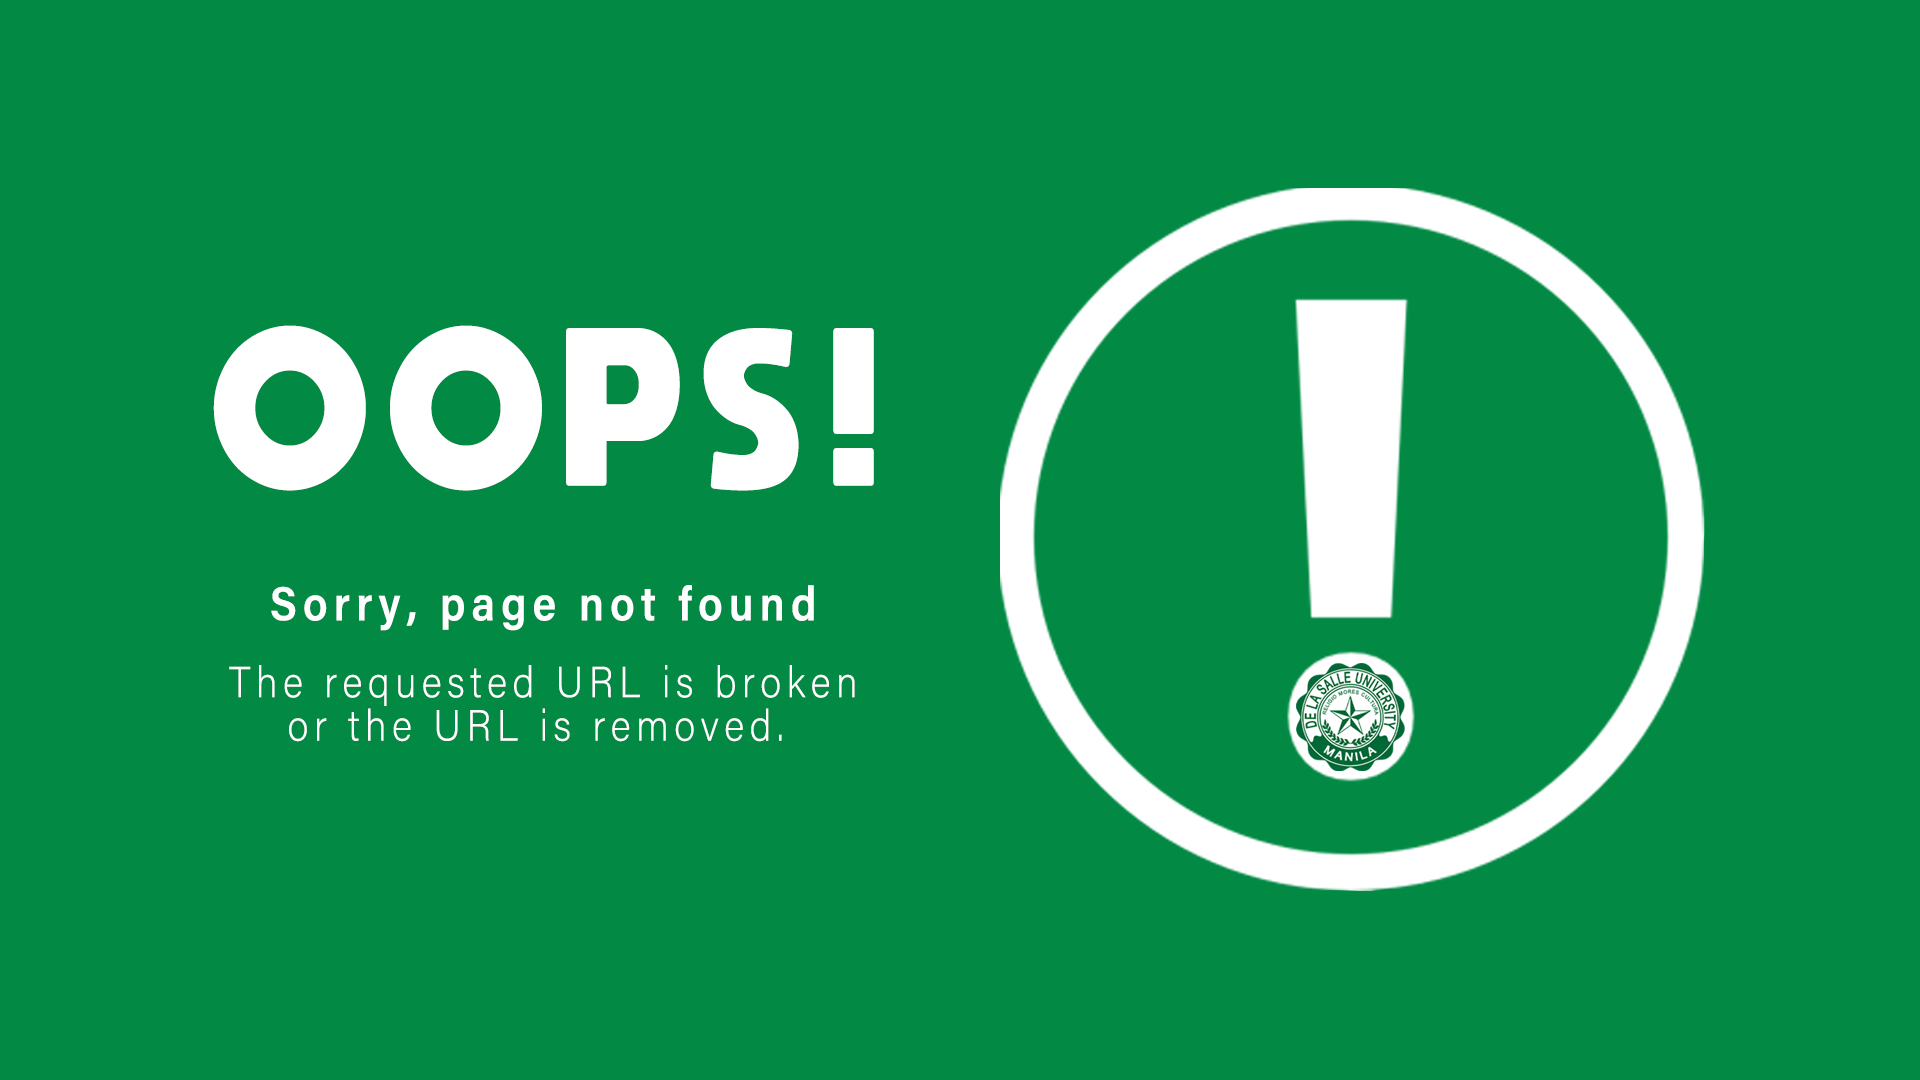 OOPS!
Sorry, page not found
The requested URL is broken
or the URL is removed.
DE LA SALLE UNIVERSITY
RELIGIO MORES CULTURA
MANILA